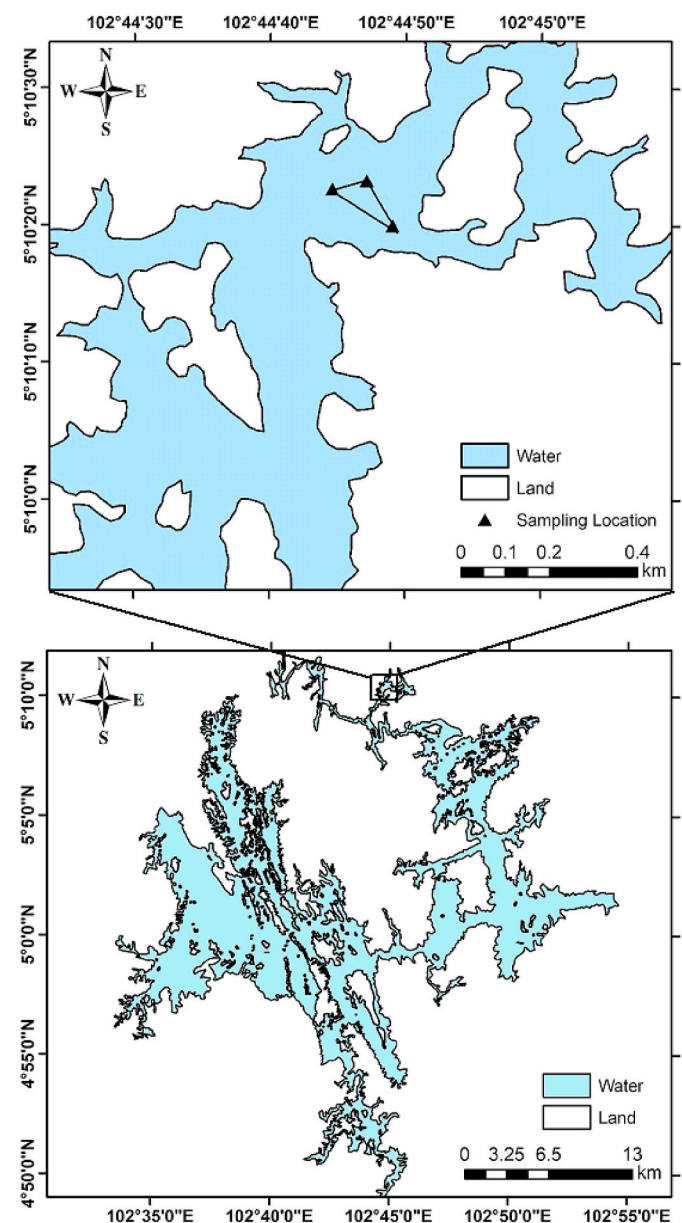 102°44'30"E 102°44'40"E 102°44'50"E 102°45'0"E
N
W E
S
5°10'30"N
5°10'20"N
5°10'10"N
5°10'0"N
Water
Land
Sampling Location
0 0.1 0.2 0.4
km
N
W E
S
5°10'0"N
5°5'0"N
5°0'0"N
4°55'0"N
4°50'0"N
Water
Land
0 3.25 6.5 13
km
102°35'0"E 102°40'0"E 102°45'0"E 102°50'0"E 102°55'0"E